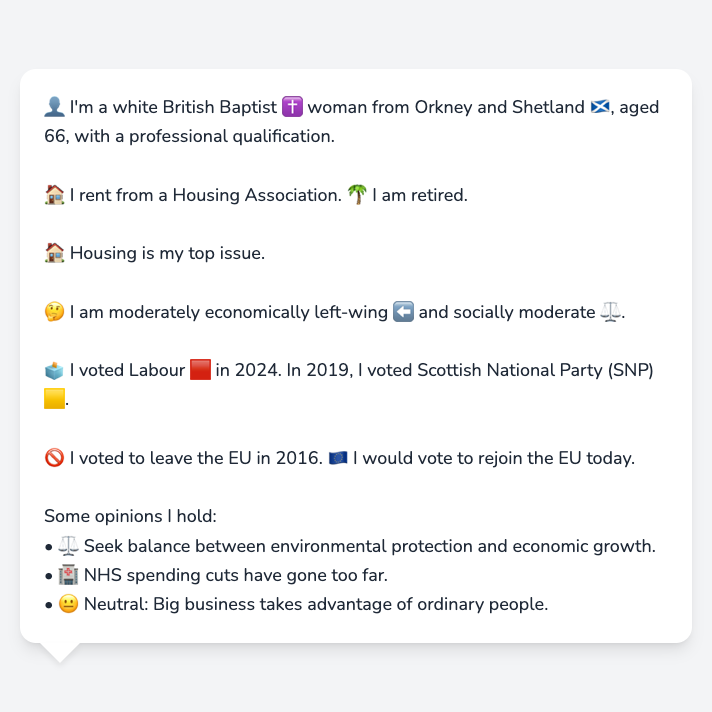 👤 I'm a white British Baptist ✝️ woman from Orkney and Shetland 🏴󠁧󠁢󠁳󠁣󠁴󠁿, aged
66, with a professional qualification.
🏠 I rent from a Housing Association. 🌴 I am retired.
🏠 Housing is my top issue.
🤔 I am moderately economically left-wing ⬅️ and socially moderate ⚖️.
🗳️ I voted Labour 🟥 in 2024. In 2019, I voted Scottish National Party (SNP)
🟨.
🚫 I voted to leave the EU in 2016. 🇪🇺 I would vote to rejoin the EU today.
Some opinions I hold:
• ⚖️ Seek balance between environmental protection and economic growth.
• 🏥 NHS spending cuts have gone too far.
• 😐 Neutral: Big business takes advantage of ordinary people.